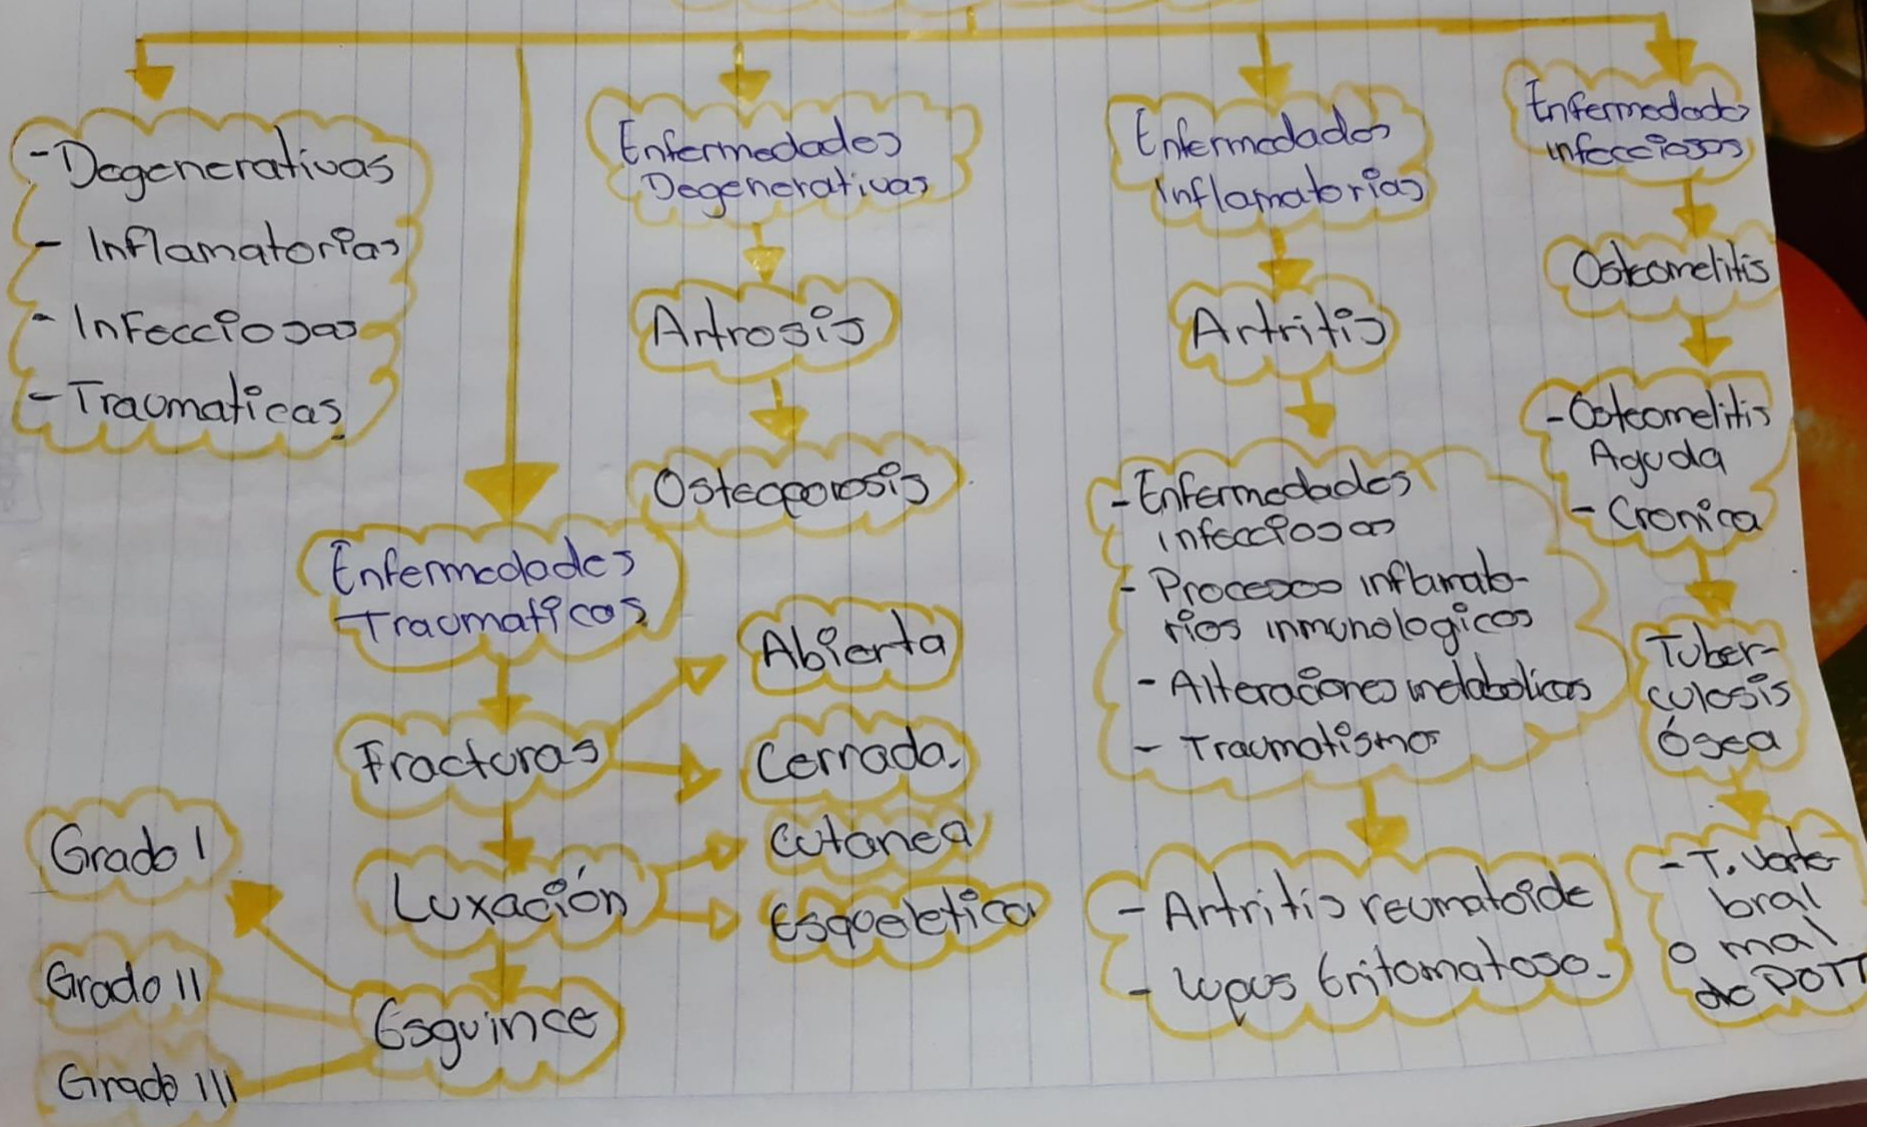 - Degenerativas
- Inflamatorias
- Infecciosas
- Traumaticas
Enfermedades
Traumaticas
Fracturas
Abierta
Cerrada.
Luxación
Cutanea
Esqueletica
Esguince
Grado I
Grado II
Grado III
Enfermedades
Degenerativas
Artrosis
Osteoporosis
Enfermedades
Inflamatorias
Artritis
- Enfermedades
infecciosas
- Procesos inflamato-
rios inmunologicos
- Alteraciones metabolicas
- Traumatismos
- Artritis reumatoide
- Lupus Eritomatoso.
Enfermedades
infecciosas
Osteomelitis
- Osteomelitis
Aguda
- Cronica
Tuber-
culosis
ósea
- T. Verte-
bral
o mal
de POTT